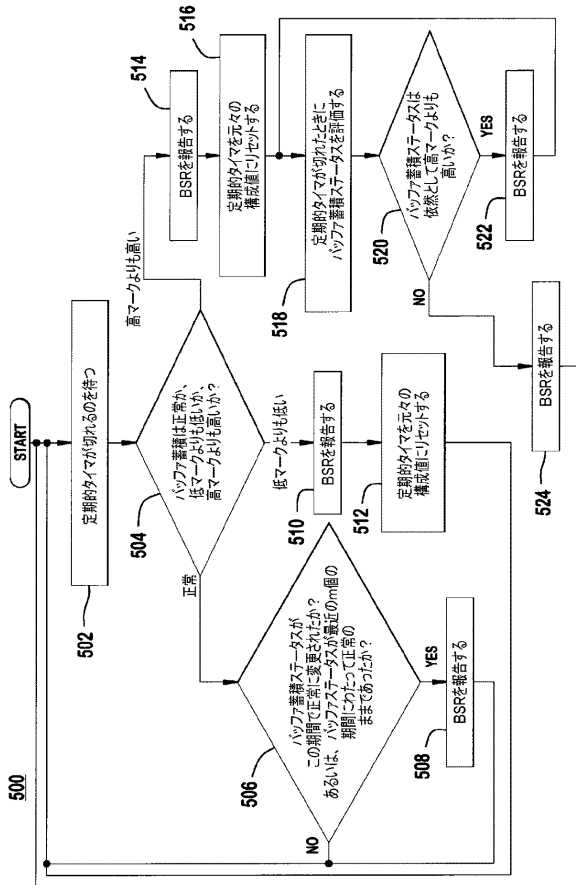 500
START
定期的タイマが切れるのを待つ
502
バッファ蓄積は正常か、
低マークよりも低いか、
高マークよりも高いか?
504
正常
低マークよりも低い
高マークよりも高い
バッファ蓄積ステータスが
この期間で正常に変更されたか?
あるいは、バッファステータスが最近のm個の
期間にわたって正常の
ままであったか?
506
NO
YES
BSRを報告する
508
BSRを報告する
510
定期的タイマを元々の
構成値にリセットする
512
BSRを報告する
514
定期的タイマを元々の
構成値にリセットする
516
定期的タイマが切れたときに
バッファ蓄積ステータスを評価する
518
バッファ蓄積ステータスは
依然として高マークよりも
高いか?
520
YES
NO
BSRを報告する
522
BSRを報告する
524